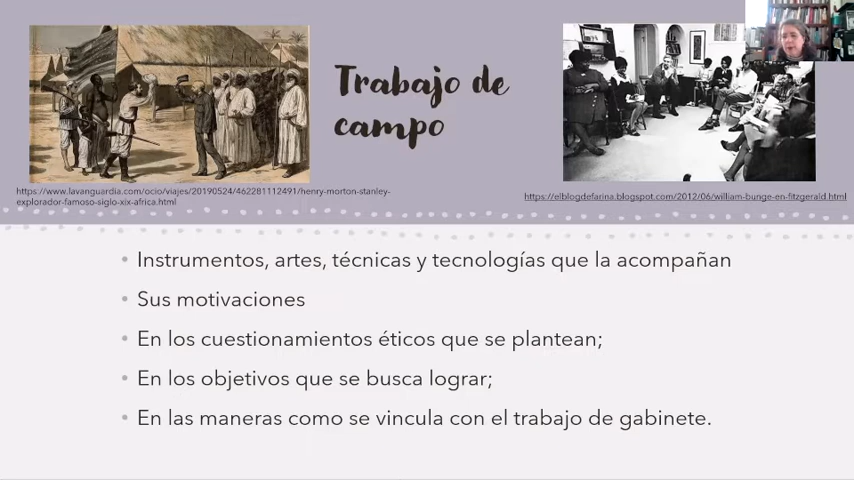 Trabajo de
campo
https://www.lavanguardia.com/ocio/viajes/20190524/462281112491/henry-morton-stanley-
explorador-famoso-siglo-xix-africa.html
https://elblogdefarina.blogspot.com/2012/06/william-bunge-en-fitzgerald.html
• Instrumentos, artes, técnicas y tecnologías que la acompañan
• Sus motivaciones
• En los cuestionamientos éticos que se plantean;
• En los objetivos que se busca lograr;
• En las maneras como se vincula con el trabajo de gabinete.